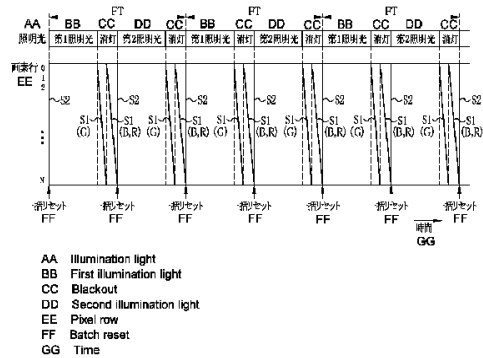 FT FT FT
AA BB CC DD CC BB CC DD CC BB CC DD CC
照明光 第1照明光 消灯 第2照明光 消灯 第1照明光 消灯 第2照明光 消灯 第1照明光 消灯 第2照明光 消灯
画素行 0
EE 1
2
S2 S2 S2 S2 S2 S2 S2
S1 S1 S1 S1 S1 S1 S1 S1 S1 S1 S1 S1
(G) (B,R) (G) (B,R) (G) (B,R) (G) (B,R) (G) (B,R) (G) (B,R)
N
一括リセット 一括リセット 一括リセット 一括リセット 一括リセット 一括リセット 一括リセット
FF FF FF FF FF FF FF
時間
GG
AA Illumination light
BB First illumination light
CC Blackout
DD Second illumination light
EE Pixel row
FF Batch reset
GG Time